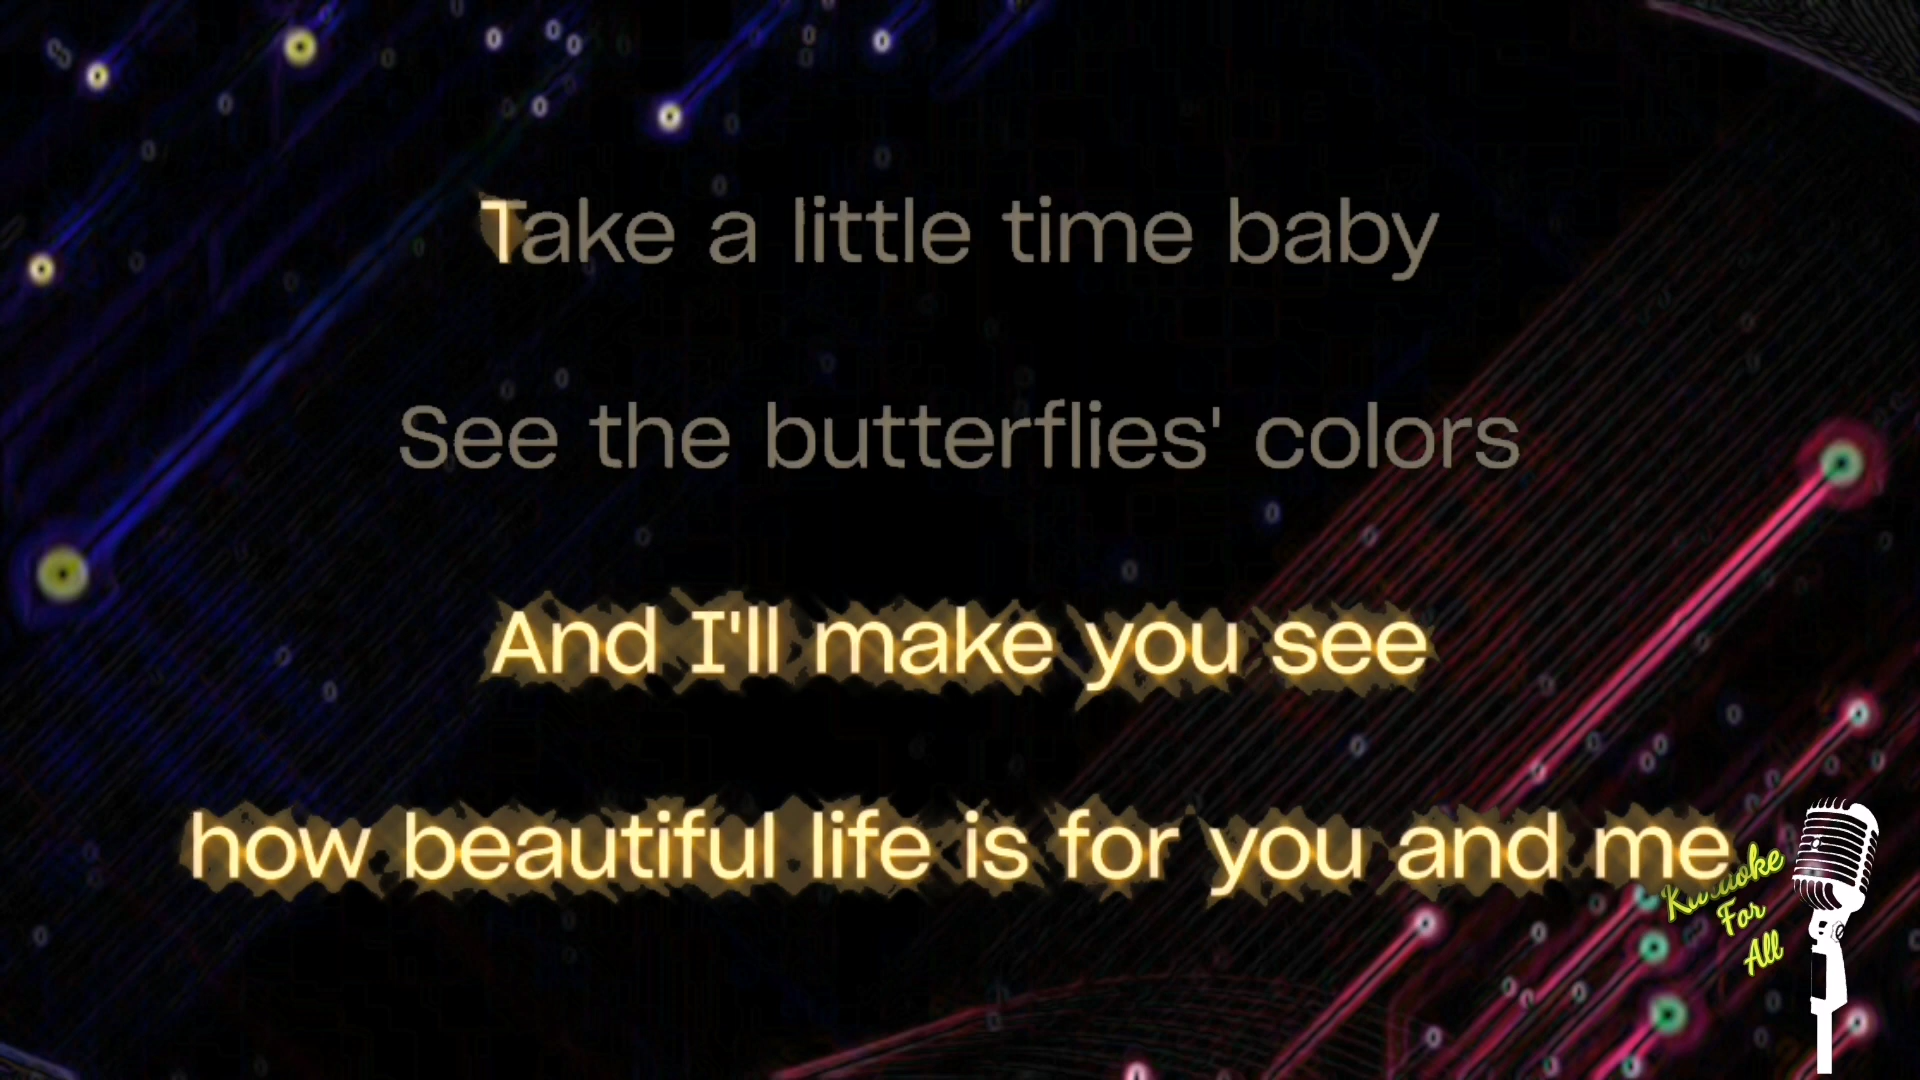 Take a little time baby
See the butterflies' colors
And I'll make you see
how beautiful life is for you and me
Karaoke
For
All